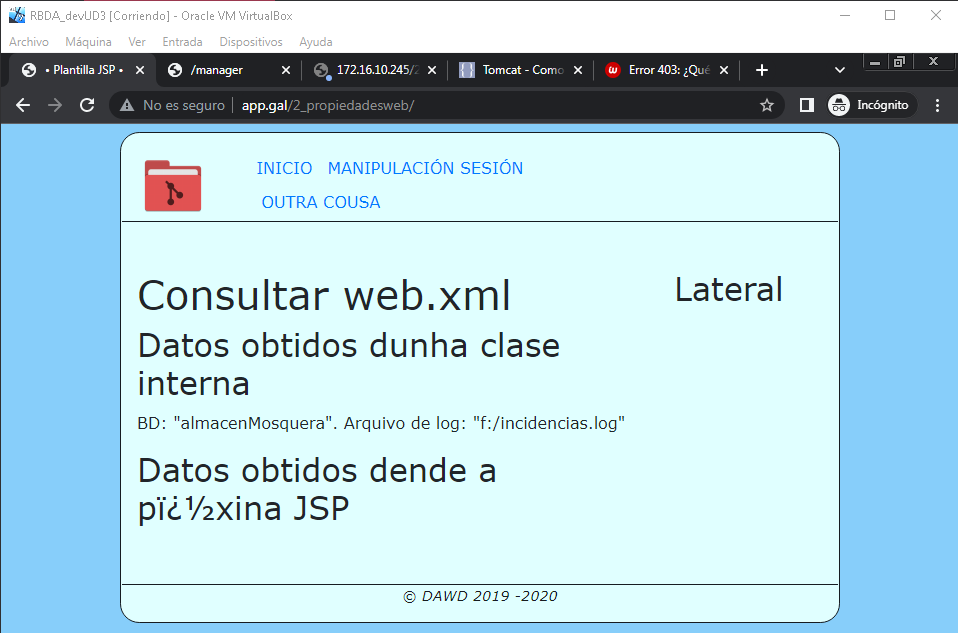 RBDA_devUD3 [Corriendo] - Oracle VM VirtualBox
Archivo Máquina Ver Entrada Dispositivos Ayuda
• Plantilla JSP • /manager 172.16.10.245/ Tomcat - Como Error 403: ¿Qué
No es seguro app.gal/2_propiedadesweb/ Incógnito
INICIO MANIPULACIÓN SESIÓN
OUTRA COUSA
Consultar web.xml
Lateral
Datos obtidos dunha clase
interna
BD: "almacenMosquera". Arquivo de log: "f:/incidencias.log"
Datos obtidos dende a
pï¿½xina JSP
© DAWD 2019 -2020